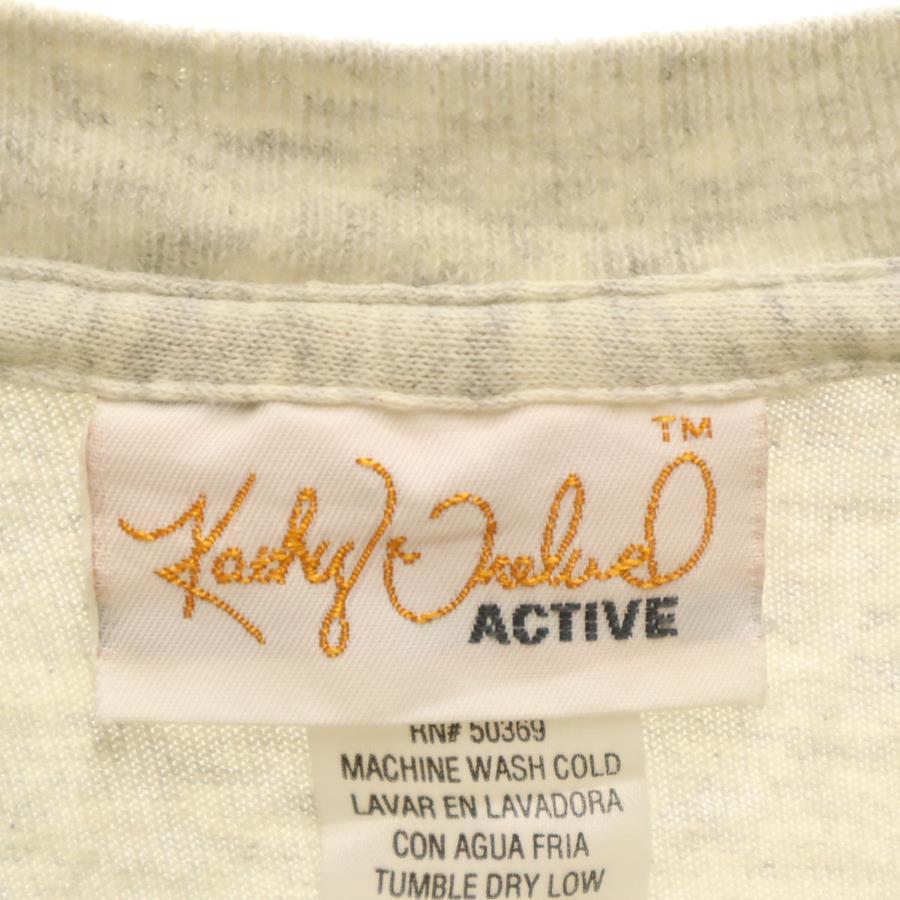 TM
Kathy Ireland
ACTIVE
RN# 50369
MACHINE WASH COLD
LAVAR EN LAVADORA
CON AGUA FRIA
TUMBLE DRY LOW